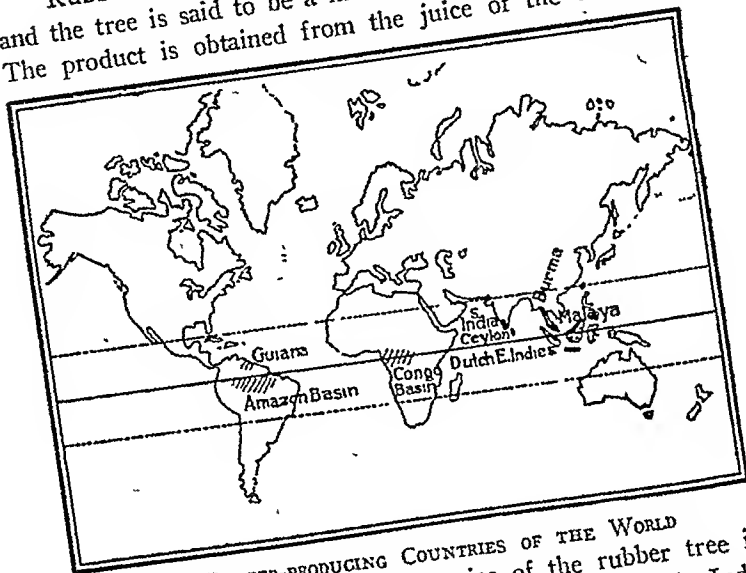 and the tree is said to be a
The product is obtained from the juice of the
Burma
S. India
Malaya
Ceylon
Guiana
Dutch E. Indies
Congo Basin
Amazon Basin
PRODUCING COUNTRIES OF THE WORLD
of the rubber tree